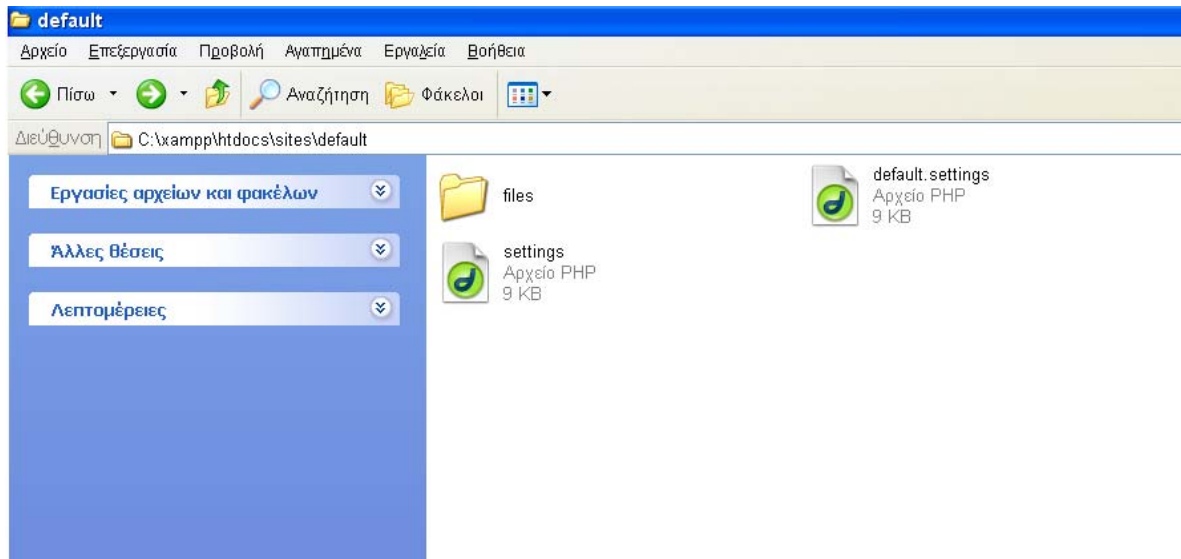 default
Αρχείο Επεξεργασία Προβολή Αγαπημένα Εργαλεία Βοήθεια
Πίσω Αναζήτηση Φάκελοι
Διεύθυνση C:\xampp\htdocs\sites\default
Εργασίες αρχείων και φακέλων
Άλλες θέσεις
Λεπτομέρειες
files
default.settings
Αρχείο PHP
9 KB
settings
Αρχείο PHP
9 KB